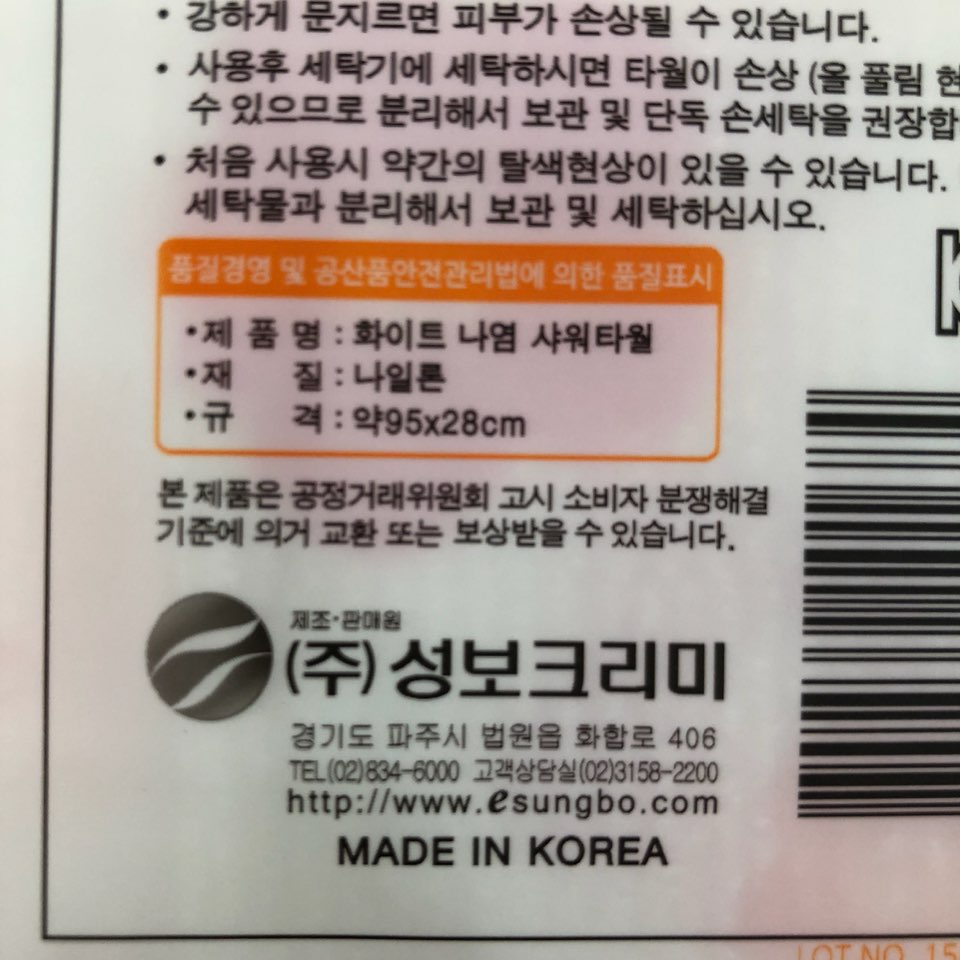 • 강하게 문지르면 피부가 손상될 수 있습니다.
• 사용후 세탁기에 세탁하시면 타월이 손상 (올 풀림 현
수 있으므로 분리해서 보관 및 단독 손세탁을 권장합
• 처음 사용시 약간의 탈색현상이 있을 수 있습니다.
세탁물과 분리해서 보관 및 세탁하십시오.
품질경영 및 공산품안전관리법에 의한 품질표시
• 제 품 명 : 화이트 나염 샤워타월
• 재 질 : 나일론
• 규 격 : 약95x28cm
본 제품은 공정거래위원회 고시 소비자 분쟁해결
기준에 의거 교환 또는 보상받을 수 있습니다.
제조·판매원
(주) 성보크리미
경기도 파주시 법원읍 화합로 406
TEL(02)834-6000 고객상담실(02)3158-2200
http://www.esungbo.com
MADE IN KOREA
LOT NO. 15